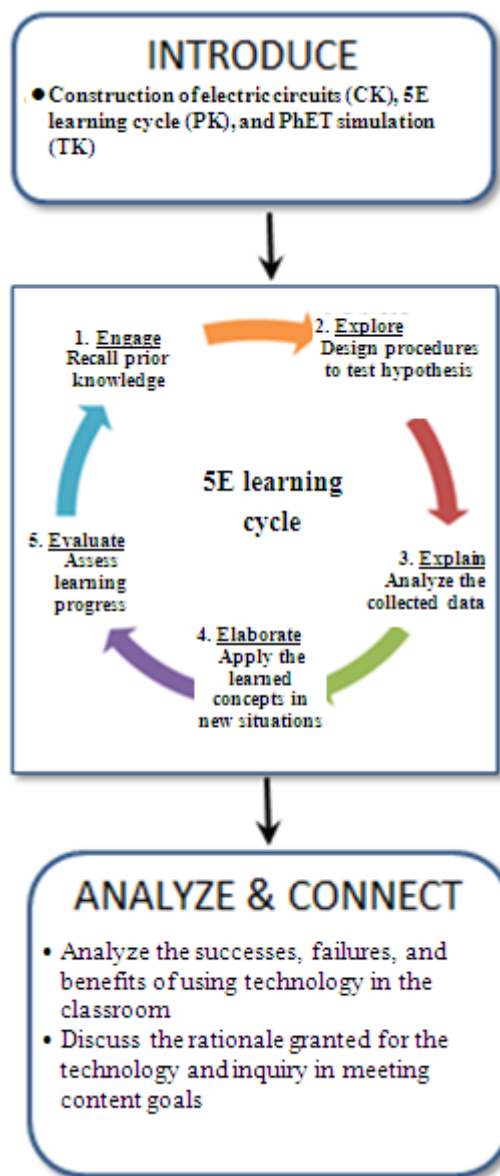 INTRODUCE
● Construction of electric circuits (CK), 5E
learning cycle (PK), and PhET simulation
(TK)
1. Engage
Recall prior
knowledge
2. Explore
Design procedures
to test hypothesis
5E learning
cycle
3. Explain
Analyze the
collected data
4. Elaborate
Apply the
learned
concepts in
new situations
5. Evaluate
Assess
learning
progress
ANALYZE & CONNECT
• Analyze the successes, failures, and
benefits of using technology in the
classroom
• Discuss the rationale granted for the
technology and inquiry in meeting
content goals